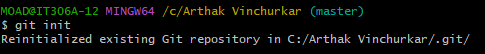 MOAD@IT306A-12 MINGW64 /c/Arthak Vinchurkar (master)
$ git init
Reinitialized existing Git repository in C:/Arthak Vinchurkar/.git/